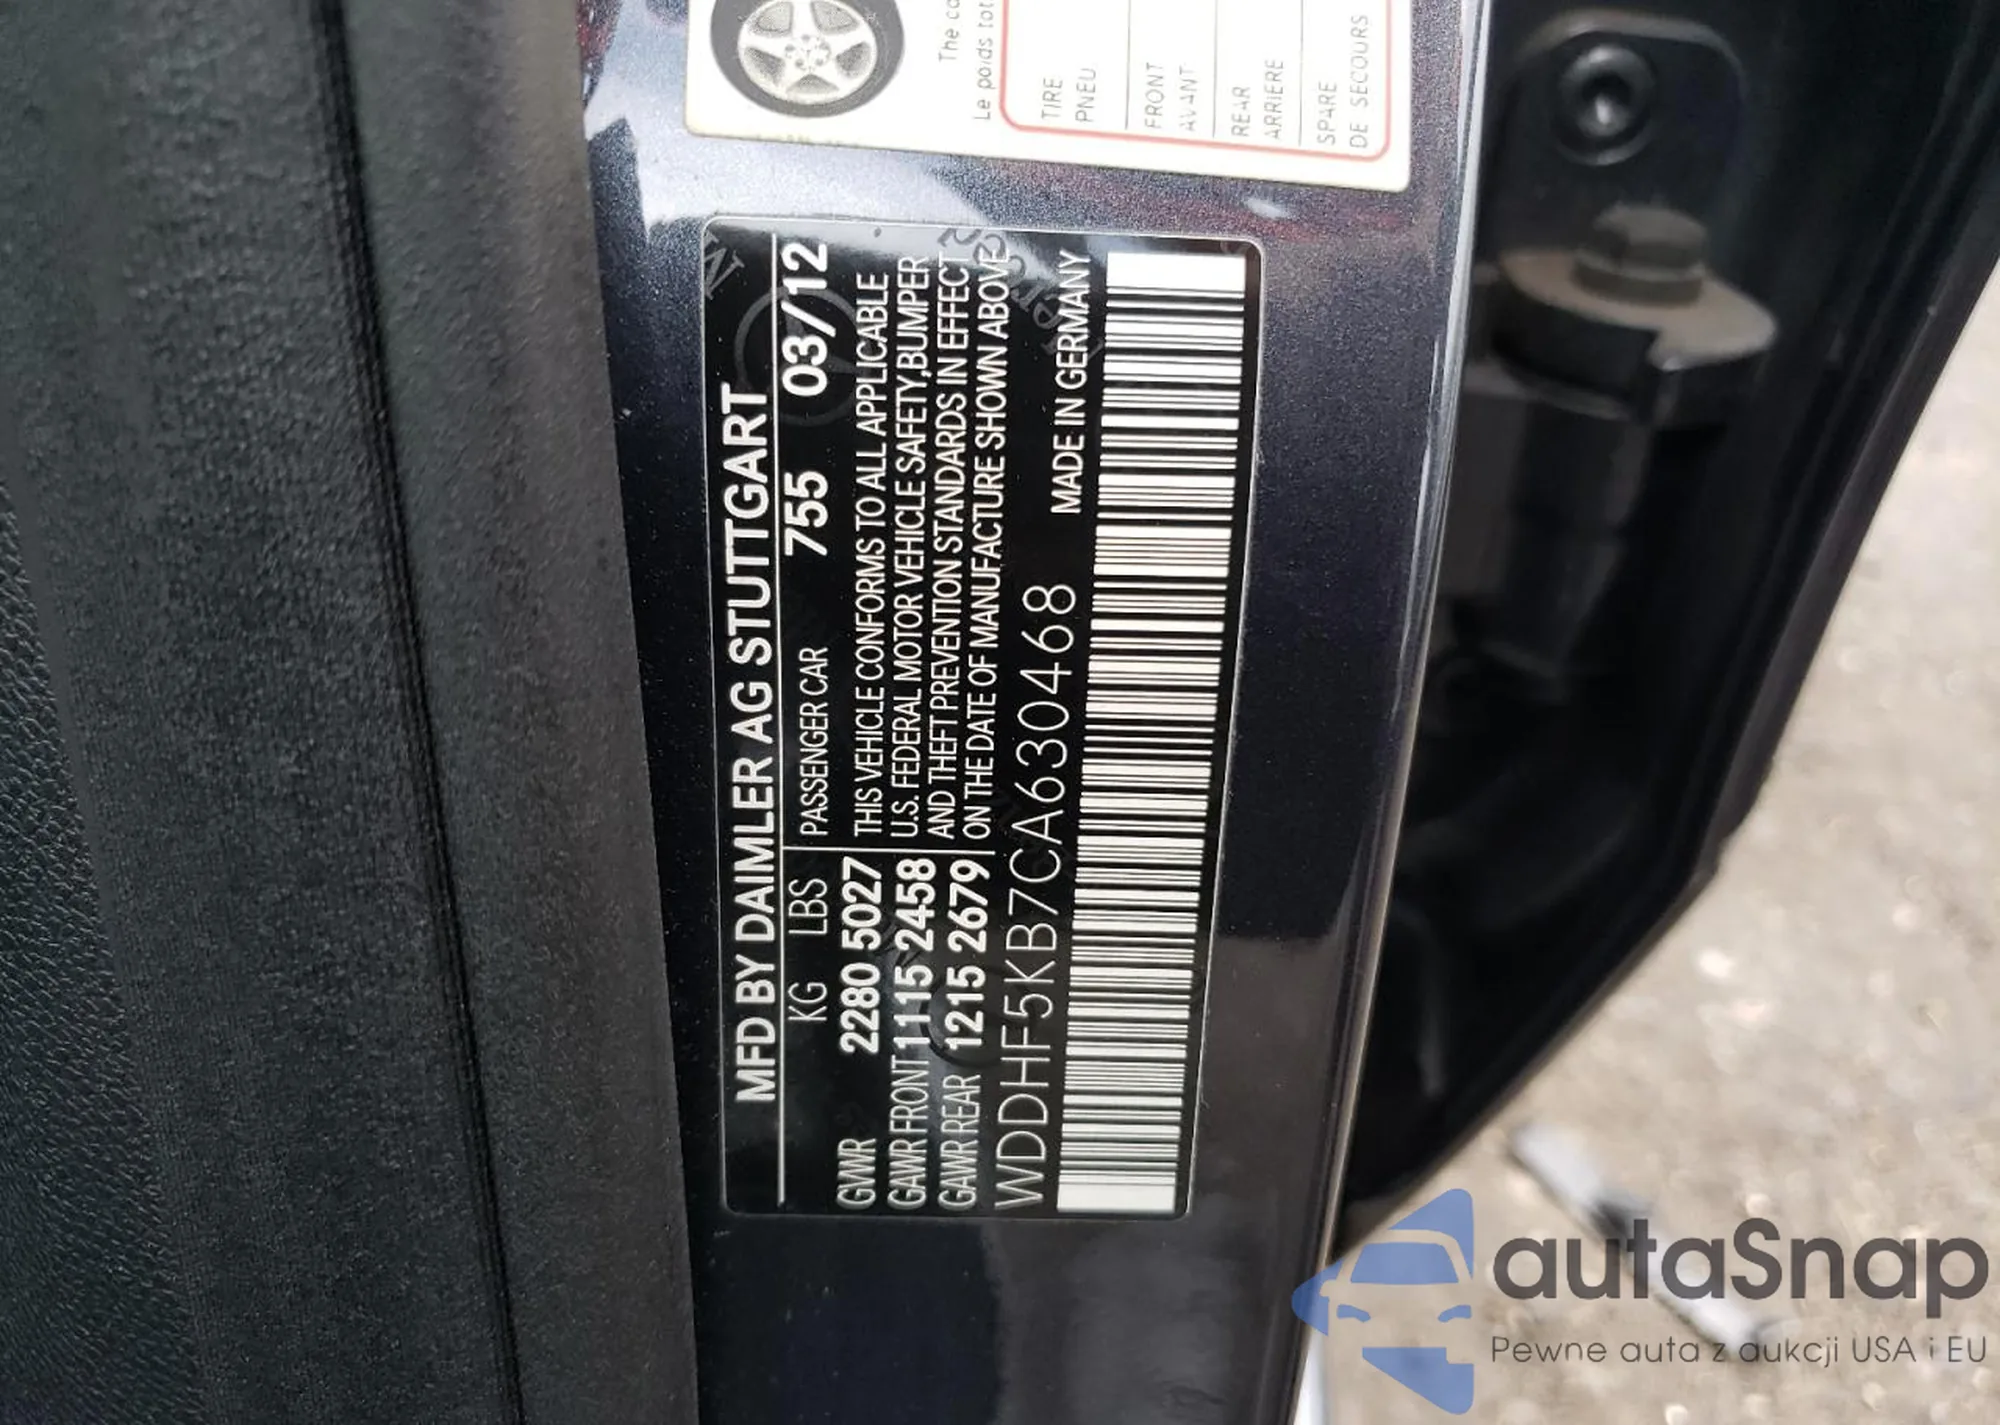 The ca
Le poids tot
TIRE
PNEU
FRONT
AVANT
REAR
ARRIERE
SPARE
DE SECOURS
MFD BY DAIMLER AG STUTTGART
KG LBS PASSENGER CAR 755 03/12
GVWR 2280 5027 THIS VEHICLE CONFORMS TO ALL APPLICABLE
GAWR FRONT 1115 2458 U.S. FEDERAL MOTOR VEHICLE SAFETY,BUMPER
AND THEFT PREVENTION STANDARDS IN EFFECT
GAWR REAR 1215 2679 ON THE DATE OF MANUFACTURE SHOWN ABOVE
WDDHF5KB7CA630468 MADE IN GERMANY
autaSnap
Pewne auta z aukcji USA i EU